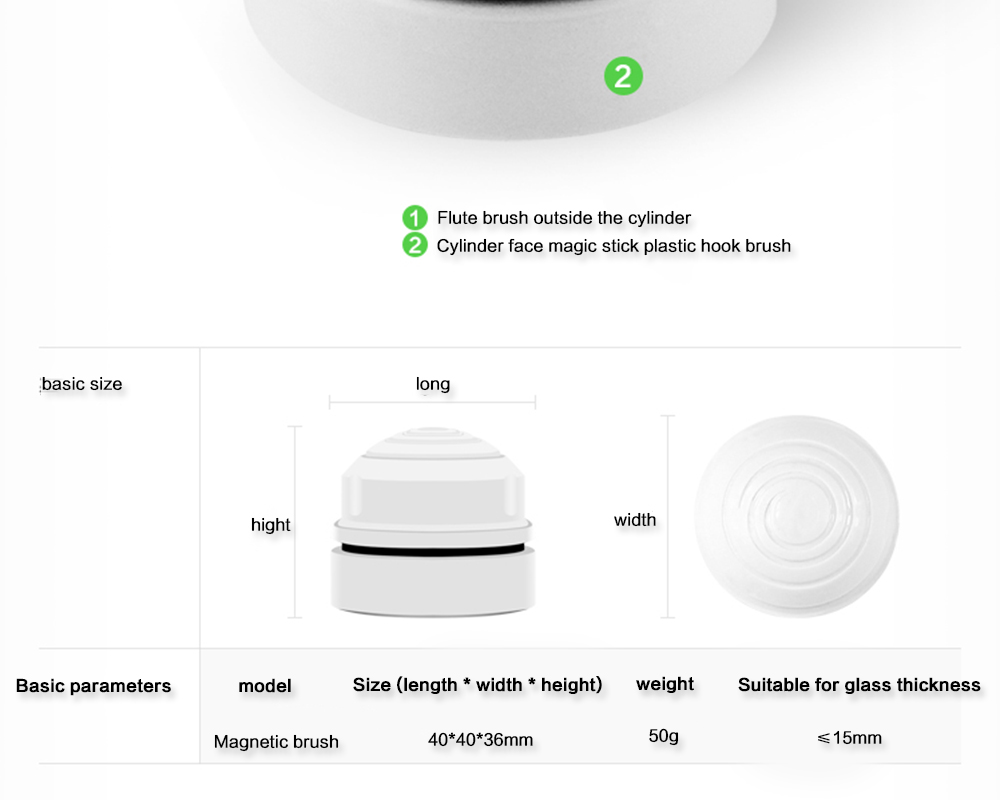 2
1 Flute brush outside the cylinder
2 Cylinder face magic stick plastic hook brush
basic size
long
hight
width
Basic parameters model Size (length * width * height) weight Suitable for glass thickness
Magnetic brush 40*40*36mm 50g ⩽15mm